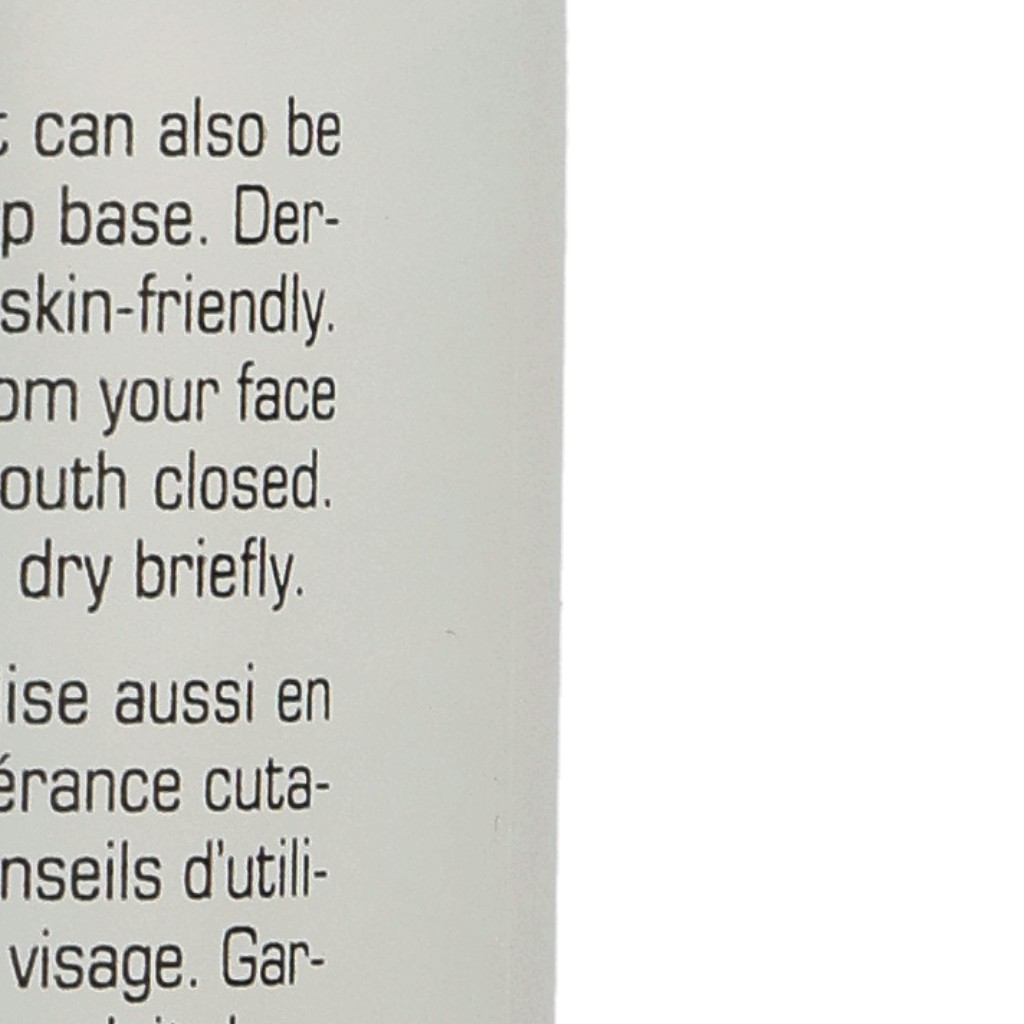 can also be
p base. Der-
skin-friendly.
om your face
outh closed.
dry briefly.
ise aussi en
érance cuta-
nseils d'utili-
visage. Gar-